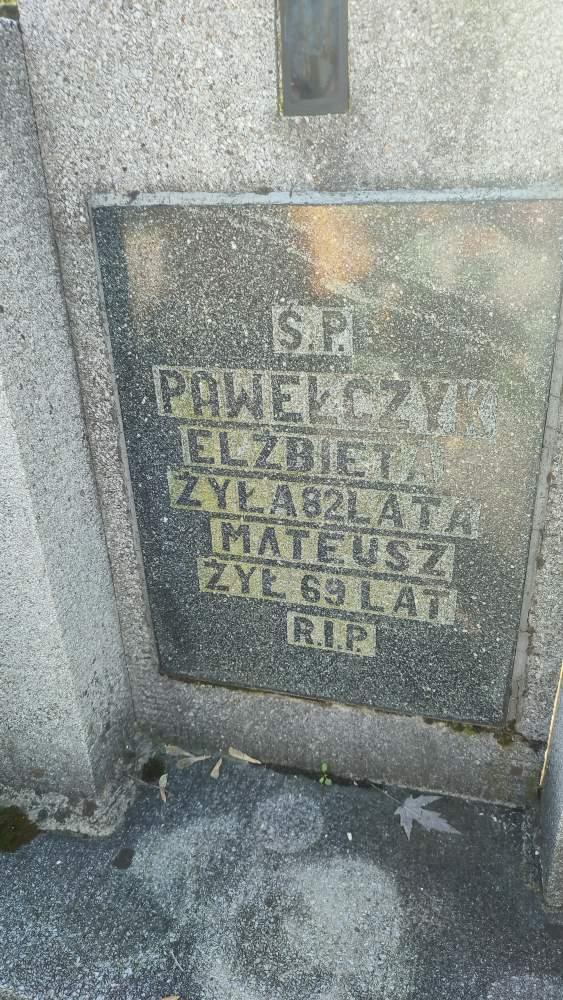 Ś.P.
PAWEŁCZYK
ELŻBIETA
ŻYŁA 82 LATA
MATEUSZ
ŻYŁ 69 LAT
R.I.P.